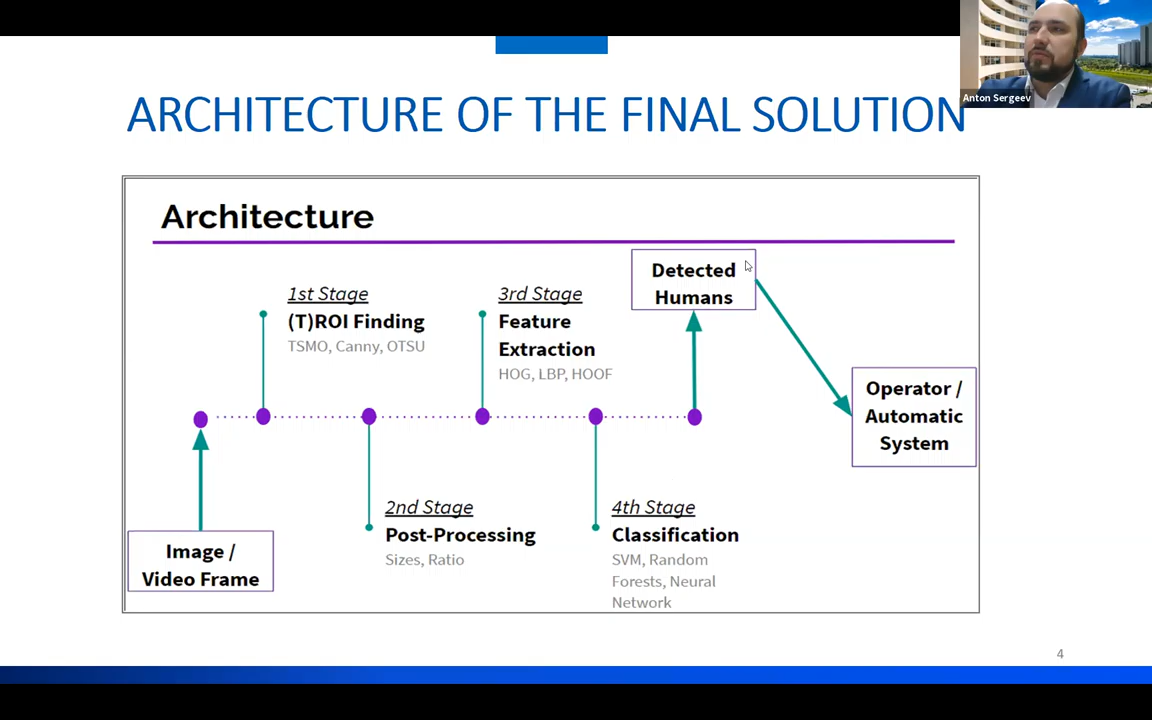 Anton Sergeev
ARCHITECTURE OF THE FINAL SOLUTION
Architecture
1st Stage
(T)ROI Finding
TSMO, Canny, OTSU
3rd Stage
Feature
Extraction
HOG, LBP, HOOF
Detected
Humans
Operator /
Automatic
System
Image /
Video Frame
2nd Stage
Post-Processing
Sizes, Ratio
4th Stage
Classification
SVM, Random
Forests, Neural
Network
4